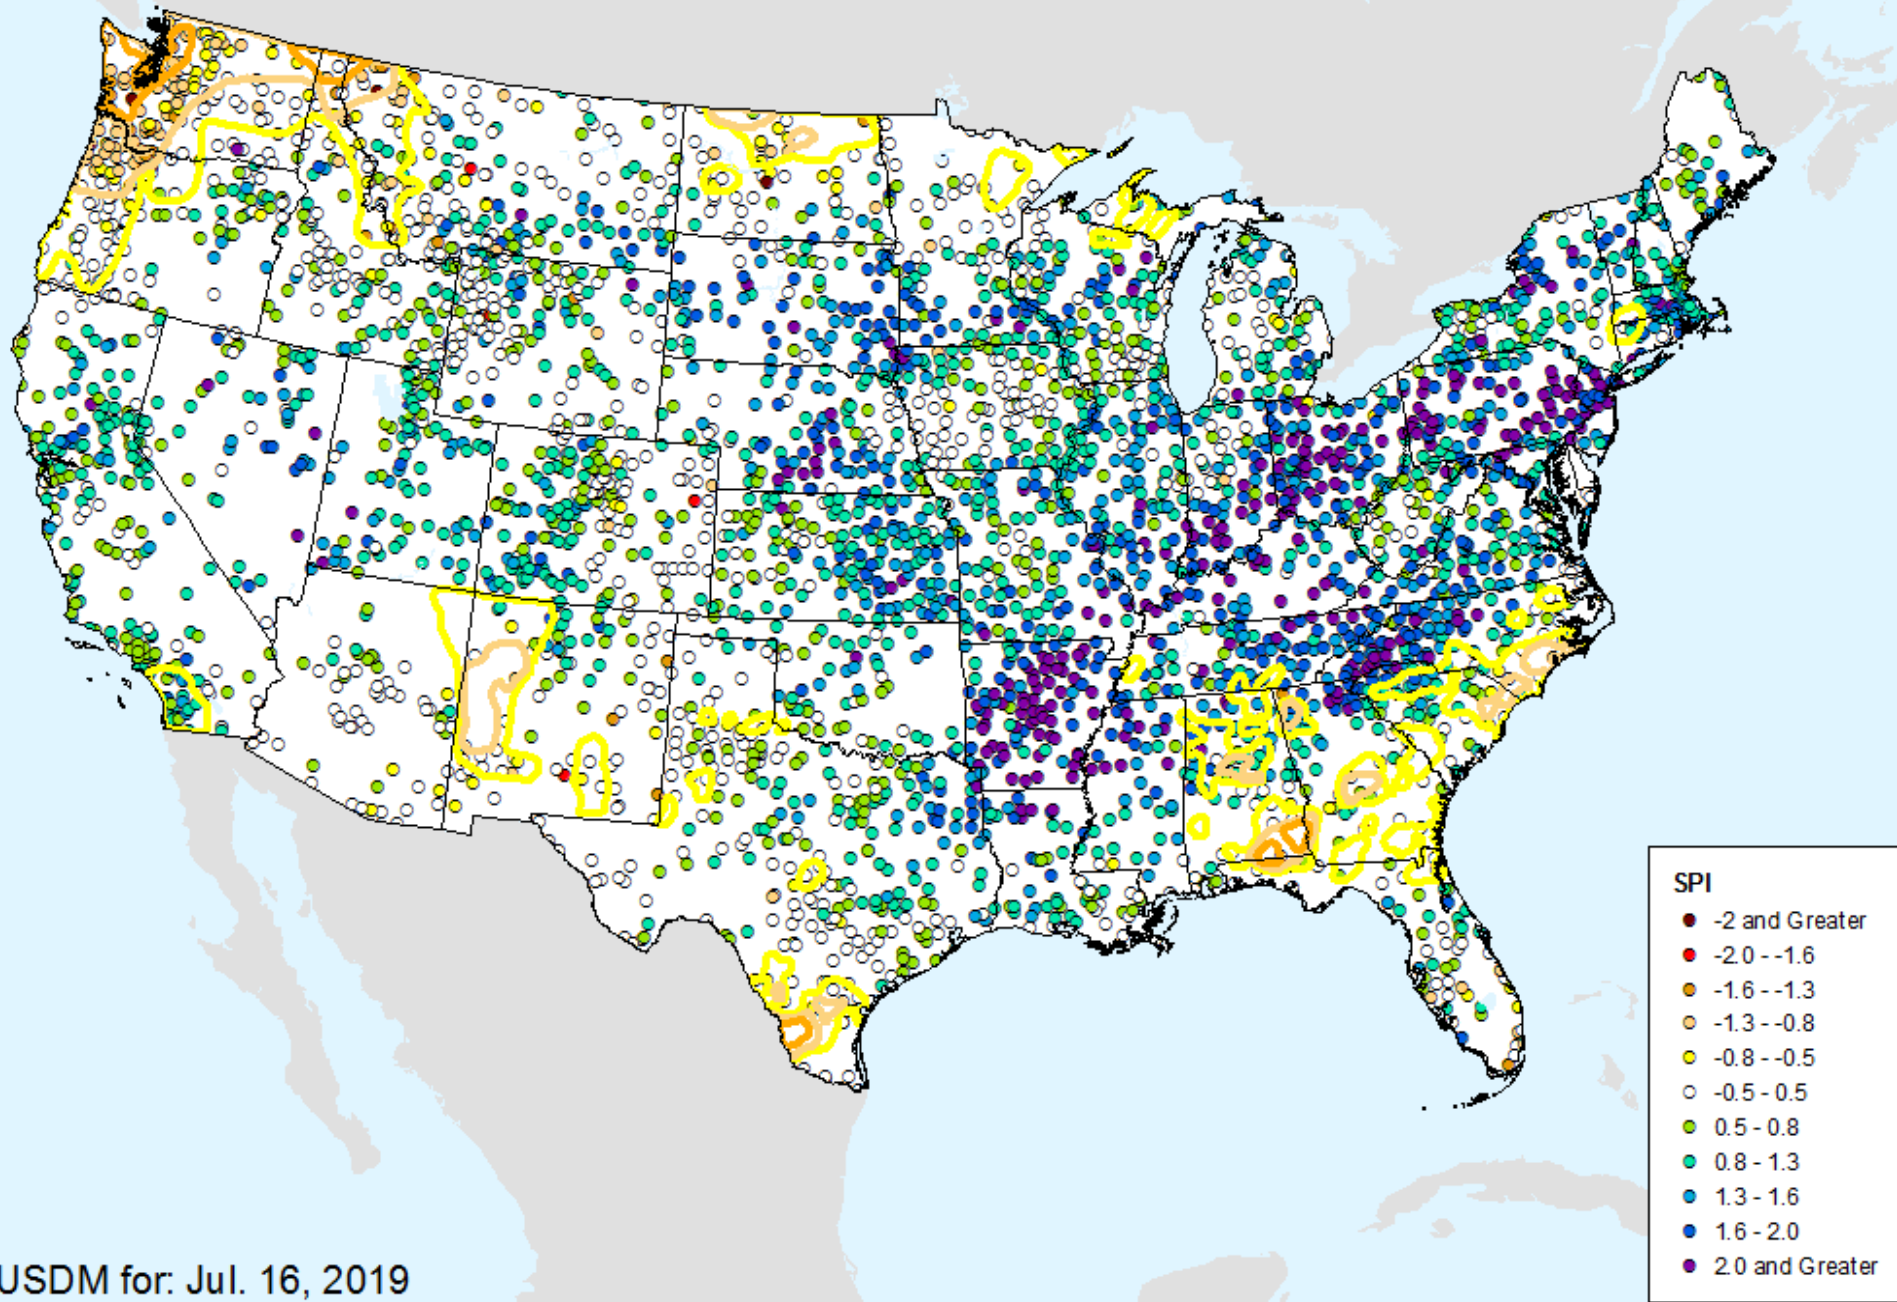 SPI
-2 and Greater
-2.0 - -1.6
-1.6 - -1.3
-1.3 - -0.8
-0.8 - -0.5
-0.5 - 0.5
0.5 - 0.8
0.8 - 1.3
1.3 - 1.6
1.6 - 2.0
2.0 and Greater
USDM for: Jul. 16, 2019